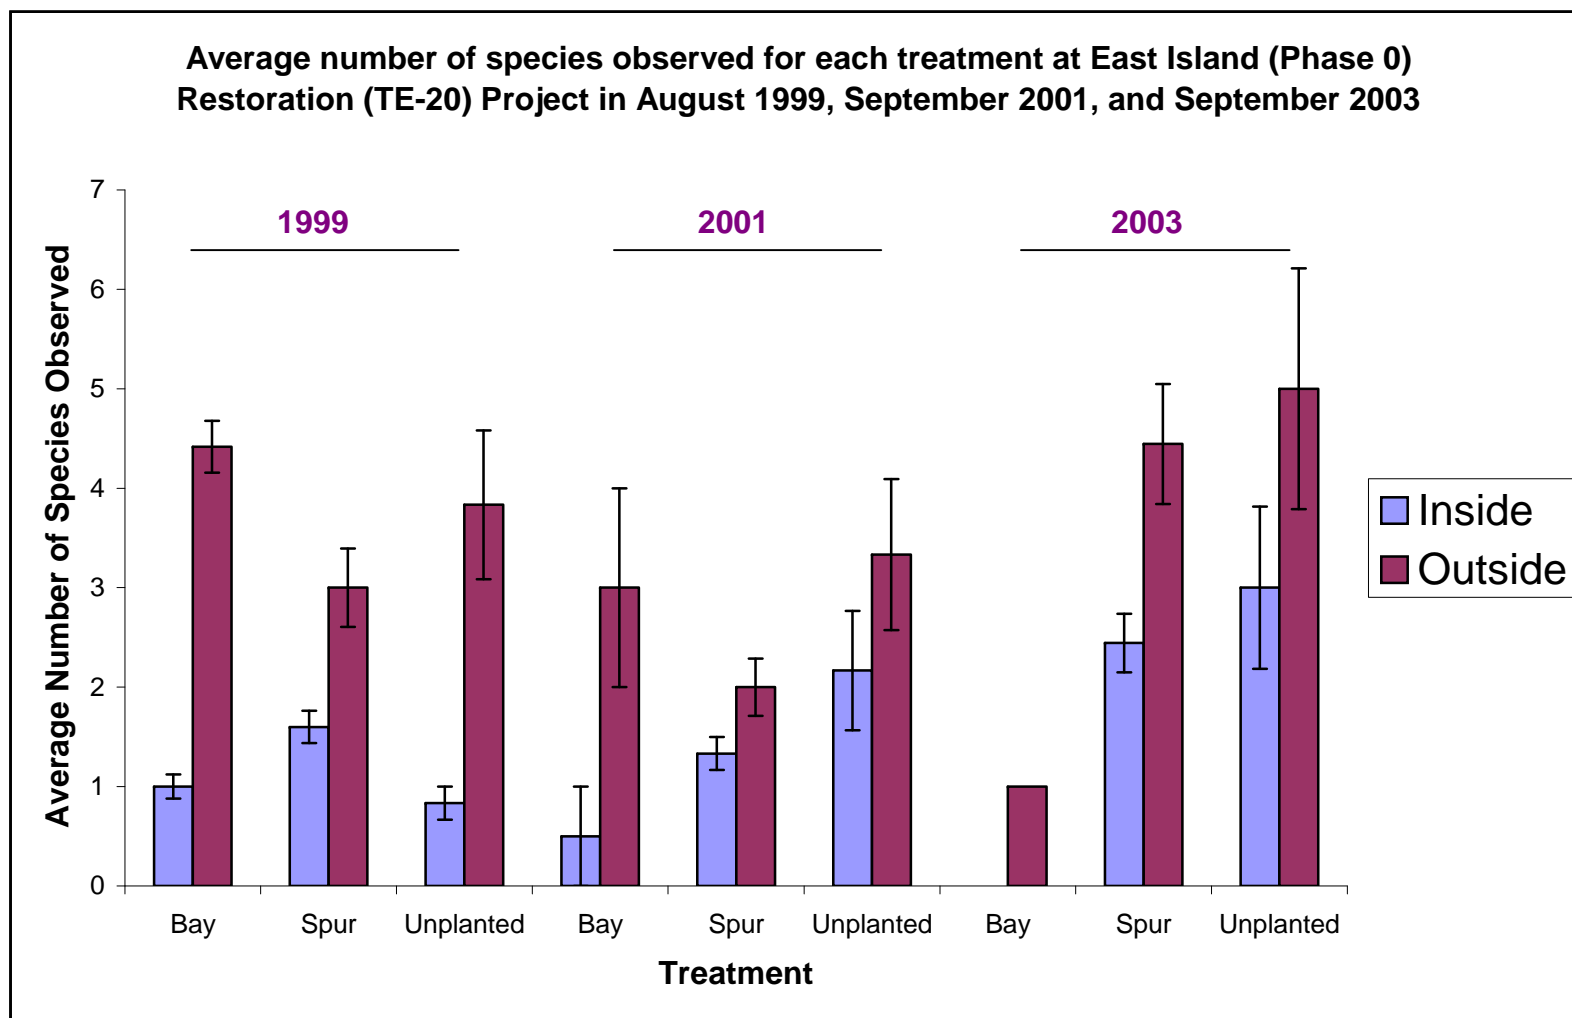 Average number of species observed for each treatment at East Island (Phase 0)
Restoration (TE-20) Project in August 1999, September 2001, and September 2003
7
6
5
4
3
2
1
0
Average Number of Species Observed
1999
2001
2003
Bay
Spur
Unplanted
Bay
Spur
Unplanted
Bay
Spur
Unplanted
Treatment
Inside
Outside